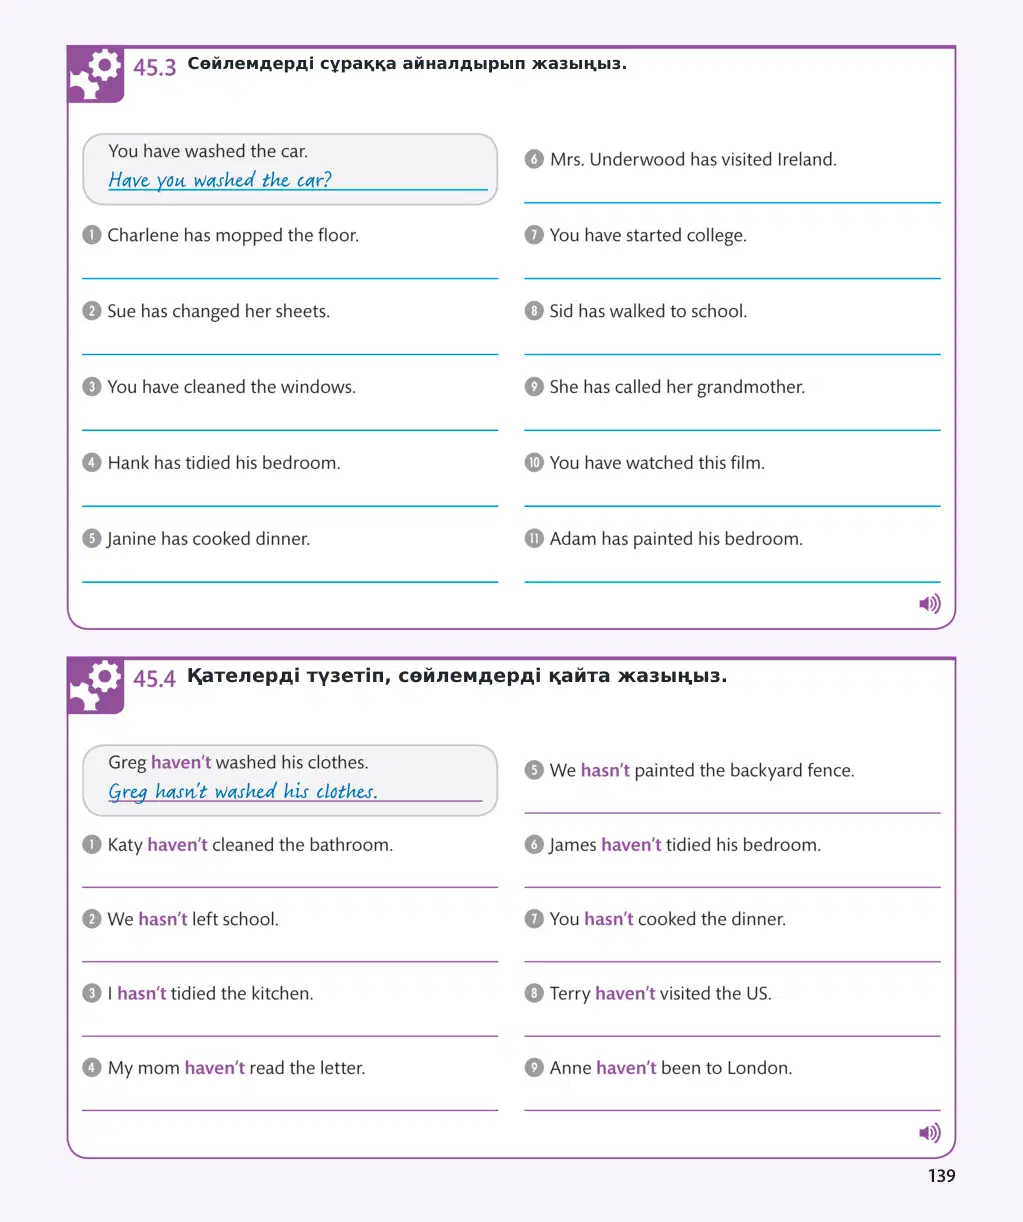 45.3 Сөйлемдерді сұраққа айналдырып жазыңыз.
You have washed the car.
Have you washed the car?
1 Charlene has mopped the floor.
2 Sue has changed her sheets.
3 You have cleaned the windows.
4 Hank has tidied his bedroom.
5 Janine has cooked dinner.
6 Mrs. Underwood has visited Ireland.
7 You have started college.
8 Sid has walked to school.
9 She has called her grandmother.
10 You have watched this film.
11 Adam has painted his bedroom.
45.4 Қателерді түзетіп, сөйлемдерді қайта жазыңыз.
Greg haven't washed his clothes.
Greg hasn't washed his clothes.
1 Katy haven't cleaned the bathroom.
2 We hasn't left school.
3 I hasn't tidied the kitchen.
4 My mom haven't read the letter.
5 We hasn't painted the backyard fence.
6 James haven't tidied his bedroom.
7 You hasn't cooked the dinner.
8 Terry haven't visited the US.
9 Anne haven't been to London.
139